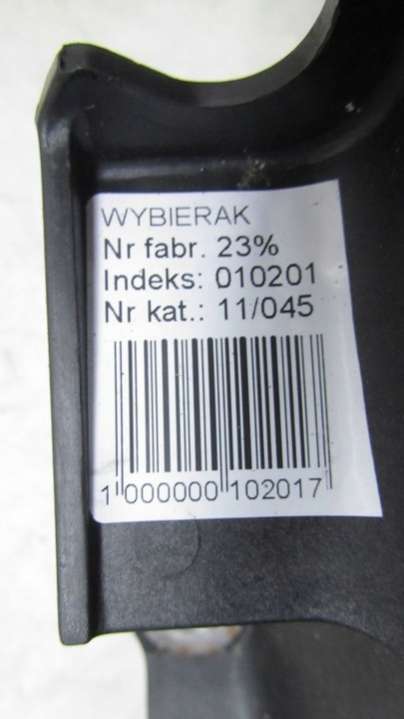 WYBIERAK
Nr fabr. 23%
Indeks: 010201
Nr kat.: 11/045
1 000000 102017